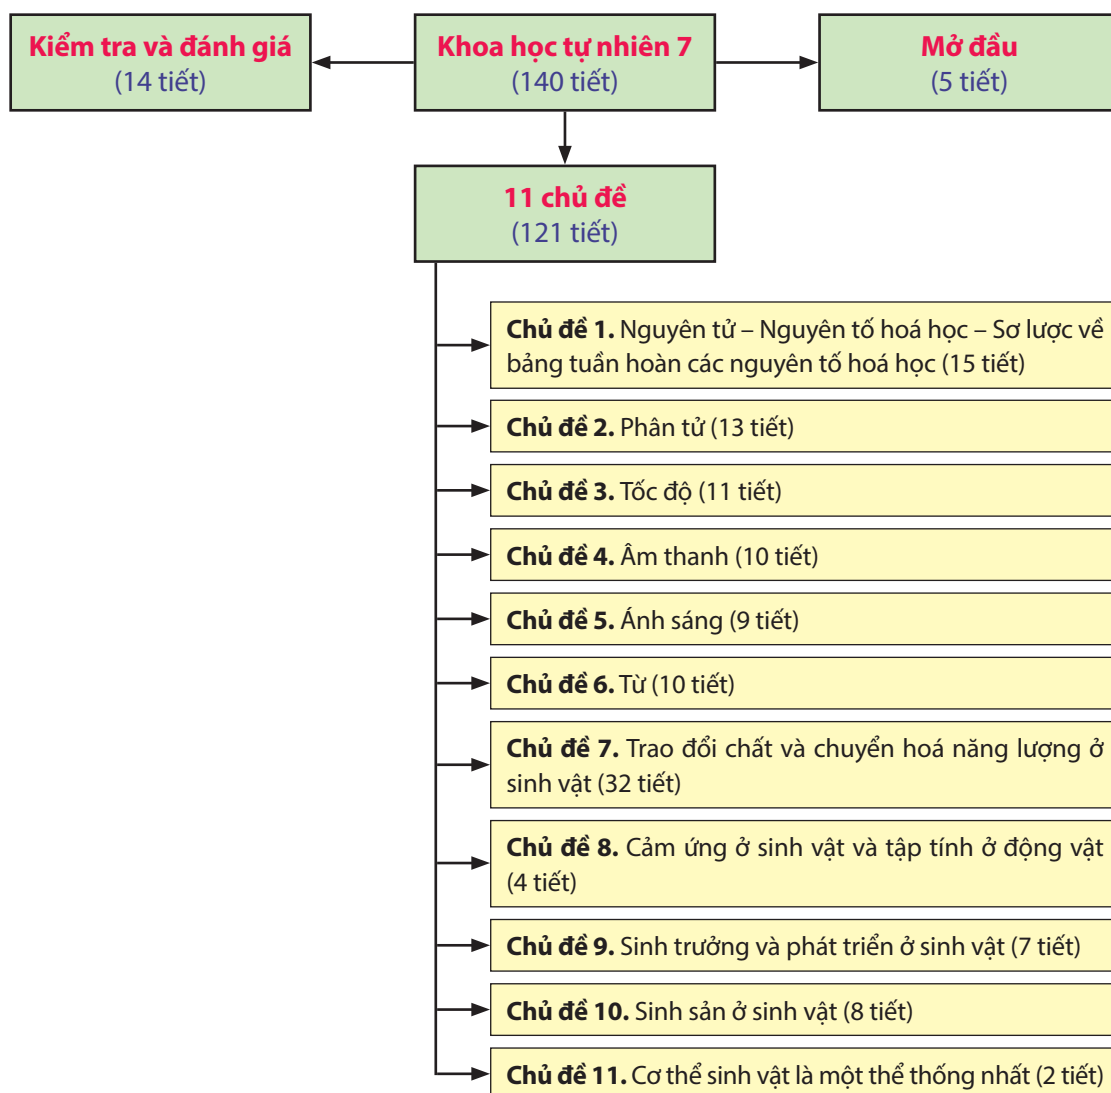 Kiểm tra và đánh giá
(14 tiết)
Khoa học tự nhiên 7
(140 tiết)
Mở đầu
(5 tiết)
11 chủ đề
(121 tiết)
Chủ đề 1. Nguyên tử – Nguyên tố hoá học – Sơ lược về
bảng tuần hoàn các nguyên tố hoá học (15 tiết)
Chủ đề 2. Phân tử (13 tiết)
Chủ đề 3. Tốc độ (11 tiết)
Chủ đề 4. Âm thanh (10 tiết)
Chủ đề 5. Ánh sáng (9 tiết)
Chủ đề 6. Từ (10 tiết)
Chủ đề 7. Trao đổi chất và chuyển hoá năng lượng ở
sinh vật (32 tiết)
Chủ đề 8. Cảm ứng ở sinh vật và tập tính ở động vật
(4 tiết)
Chủ đề 9. Sinh trưởng và phát triển ở sinh vật (7 tiết)
Chủ đề 10. Sinh sản ở sinh vật (8 tiết)
Chủ đề 11. Cơ thể sinh vật là một thể thống nhất (2 tiết)